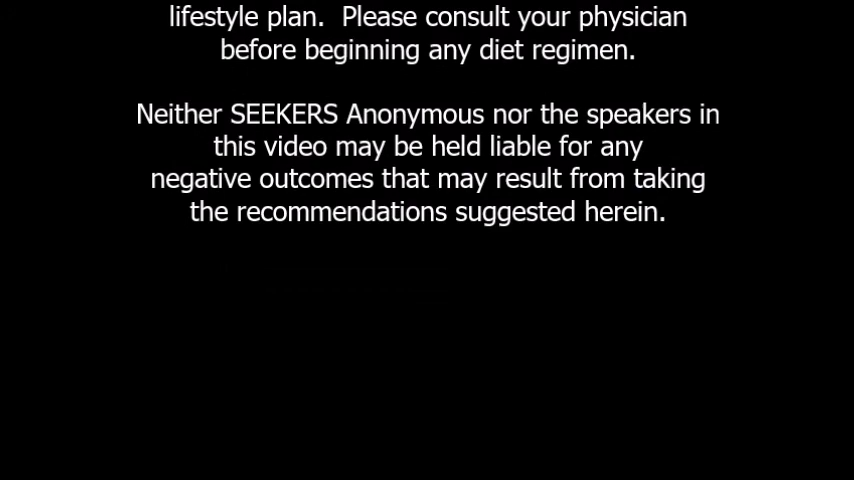 lifestyle plan.  Please consult your physician
before beginning any diet regimen.
Neither SEEKERS Anonymous nor the speakers in
this video may be held liable for any
negative outcomes that may result from taking
the recommendations suggested herein.